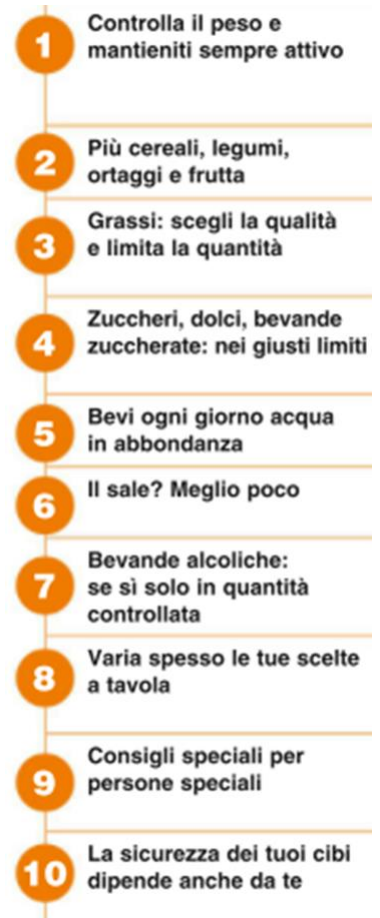 1
Controlla il peso e
mantieniti sempre attivo
2
Più cereali, legumi,
ortaggi e frutta
3
Grassi: scegli la qualità
e limita la quantità
4
Zuccheri, dolci, bevande
zuccherate: nei giusti limiti
5
Bevi ogni giorno acqua
in abbondanza
6
Il sale? Meglio poco
7
Bevande alcoliche:
se sì solo in quantità
controllata
8
Varia spesso le tue scelte
a tavola
9
Consigli speciali per
persone speciali
10
La sicurezza dei tuoi cibi
dipende anche da te